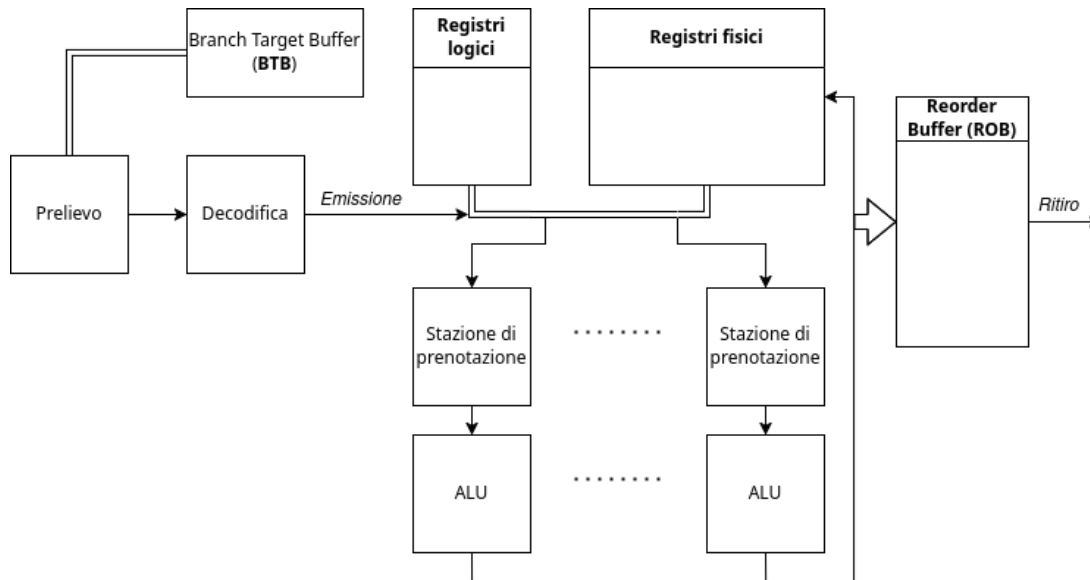 Branch Target Buffer
(BTB)
Registri
logici
Registri fisici
Reorder
Buffer (ROB)
Prelievo
Decodifica
Emissione
Ritiro
Stazione di
prenotazione
Stazione di
prenotazione
ALU
ALU